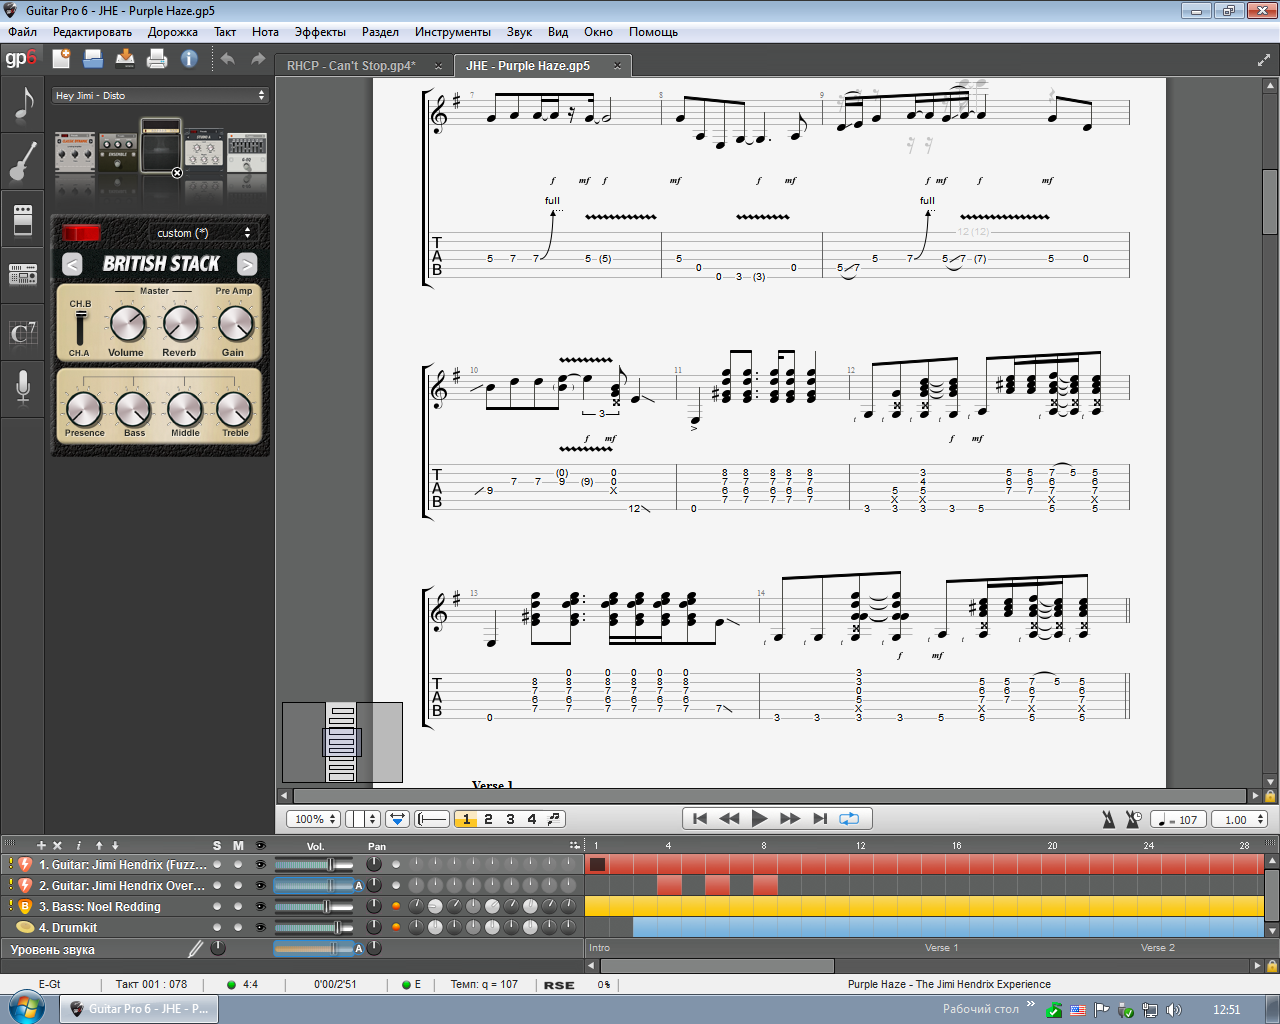 Guitar Pro 6 - JHE - Purple Haze.gp5
Файл Редактировать Дорожка Такт Нота Эффекты Раздел Инструменты Звук Вид Окно Помощь
gp6
RHCP - Can't Stop.gp4* JHE - Purple Haze.gp5
Hey Jimi - Disto
custom (*)
BRITISH STACK
CH.B Master Pre Amp
CH.A Volume Reverb Gain
Presence Bass Middle Treble
7 8 9
f mf f mf f mf f mf f mf
full full
12 (12)
T
A 5 7 7 5 (5) 5 5 7 5 7 (7) 5 0
B 0 0 5 7
0 3 (3)
10 11 12
3
f mf f mf
T (0) 0 8 8 8 8 8 3 5 5 7 5 5
7 7 9 (9) 0 7 7 7 7 7 4 6 6 6 6
A 9 X 6 6 6 6 6 5 5 7 7 7 7
B 7 7 7 7 7 X X X X
12 0 3 3 3 3 5 5 5
13 14
f mf
0 0 0 0 0 3
T 8 8 8 8 8 8 3 5 5 7 5 5
A 7 7 7 7 7 7 0 6 6 6 6
B 6 6 6 6 6 6 5 7 7 7 7
7 7 7 7 7 7 7 X X X
0 3 3 3 3 5 5 5 5
Verse 1
100% 1 2 3 4 = 107 1.00
S M Vol. Pan 1 4 8 12 16 20 24 28
1. Guitar: Jimi Hendrix (Fuzz...
2. Guitar: Jimi Hendrix Over... A
3. Bass: Noel Redding
4. Drumkit
Уровень звука A Intro Verse 1 Verse 2
E-Gt Такт 001 : 078 4:4 0'00/2'51 E Темп: q = 107 RSE 0% Purple Haze - The Jimi Hendrix Experience
Guitar Pro 6 - JHE - P... Рабочий стол 12:51